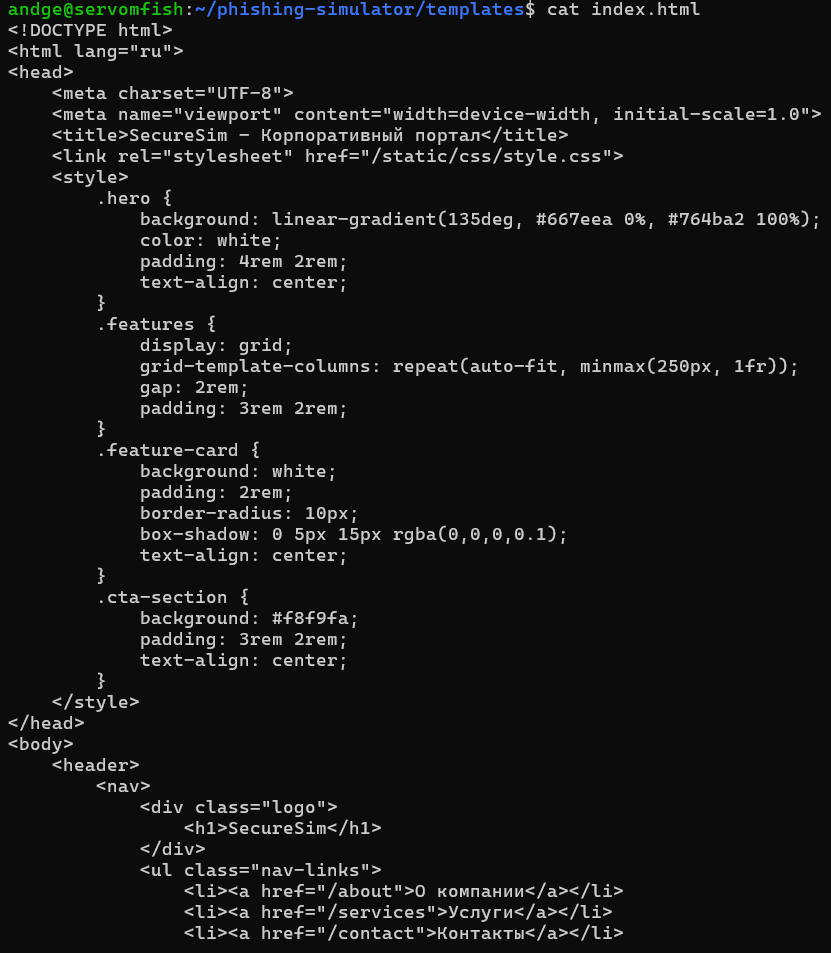 andge@servomfish:~/phishing-simulator/templates$ cat index.html
<!DOCTYPE html>
<html lang="ru">
<head>
    <meta charset="UTF-8">
    <meta name="viewport" content="width=device-width, initial-scale=1.0">
    <title>SecureSim - Корпоративный портал</title>
    <link rel="stylesheet" href="/static/css/style.css">
    <style>
        .hero {
            background: linear-gradient(135deg, #667eea 0%, #764ba2 100%);
            color: white;
            padding: 4rem 2rem;
            text-align: center;
        }
        .features {
            display: grid;
            grid-template-columns: repeat(auto-fit, minmax(250px, 1fr));
            gap: 2rem;
            padding: 3rem 2rem;
        }
        .feature-card {
            background: white;
            padding: 2rem;
            border-radius: 10px;
            box-shadow: 0 5px 15px rgba(0,0,0,0.1);
            text-align: center;
        }
        .cta-section {
            background: #f8f9fa;
            padding: 3rem 2rem;
            text-align: center;
        }
    </style>
</head>
<body>
    <header>
        <nav>
            <div class="logo">
                <h1>SecureSim</h1>
            </div>
            <ul class="nav-links">
                <li><a href="/about">О компании</a></li>
                <li><a href="/services">Услуги</a></li>
                <li><a href="/contact">Контакты</a></li>